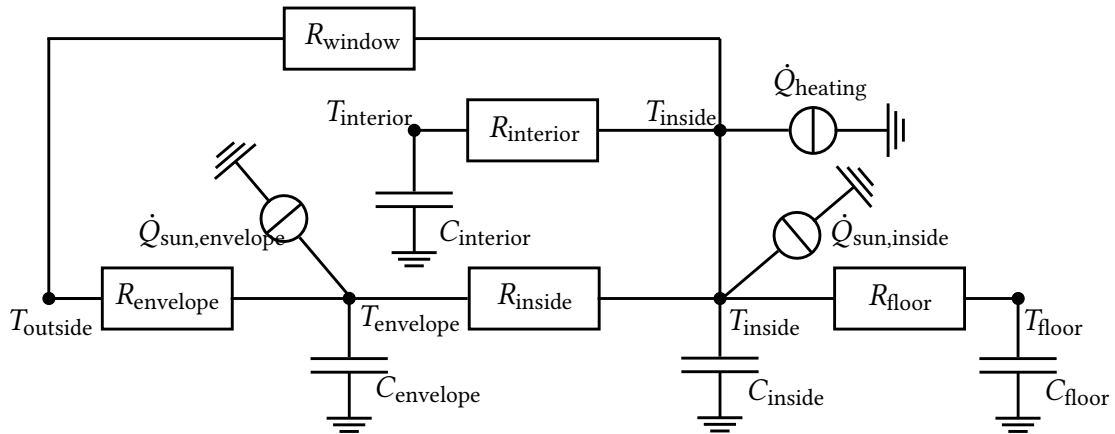 R_window
Q̇_heating
T_interior
R_interior
T_inside
Q̇_sun,envelope
C_interior
Q̇_sun,inside
R_envelope
R_inside
R_floor
T_outside
T_envelope
T_inside
T_floor
C_envelope
C_inside
C_floor